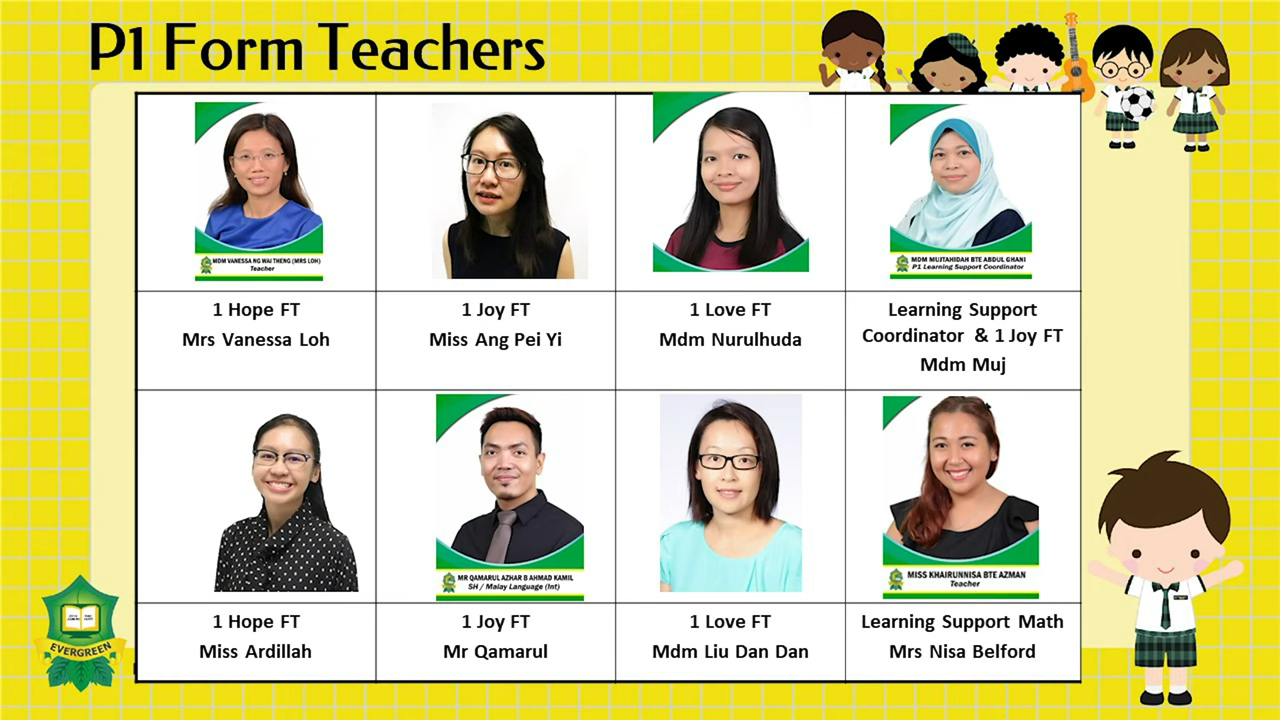 P1 Form Teachers
MDM VANESSA NG WAI THENG (MRS LOH)
Teacher
MDM MUJTAHIDAH BTE ABDUL GHANI
P1 Learning Support Coordinator
1 Hope FT
Mrs Vanessa Loh
1 Joy FT
Miss Ang Pei Yi
1 Love FT
Mdm Nurulhuda
Learning Support
Coordinator & 1 Joy FT
Mdm Muj
MR QAMARUL AZHAR B AHMAD KAMIL
SH / Malay Language (Int)
MISS KHAIRUNNISA BTE AZMAN
Teacher
1 Hope FT
Miss Ardillah
1 Joy FT
Mr Qamarul
1 Love FT
Mdm Liu Dan Dan
Learning Support Math
Mrs Nisa Belford
EVERGREEN